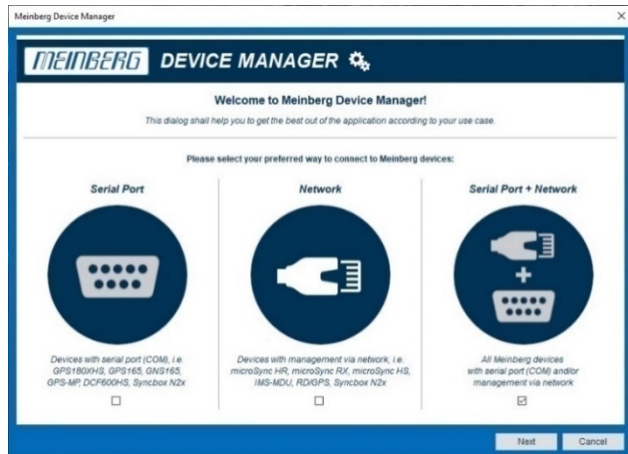 Meinberg Device Manager
MEINBERG DEVICE MANAGER
Welcome to Meinberg Device Manager!
This dialog shall help you to get the best out of the application according to your use case.
Please select your preferred way to connect to Meinberg devices:
Serial Port
Devices with serial port (COM), i.e.
GPS180XHS, GPS165, GNS165,
GPS-MP, DCF600HS, Syncbox N2x
Network
Devices with management via network, i.e.
microSync HR, microSync RX, microSync HS,
IMS-MDU, RD/GPS, Syncbox N2x
Serial Port + Network
All Meinberg devices
with serial port (COM) and/or
management via network
Next
Cancel